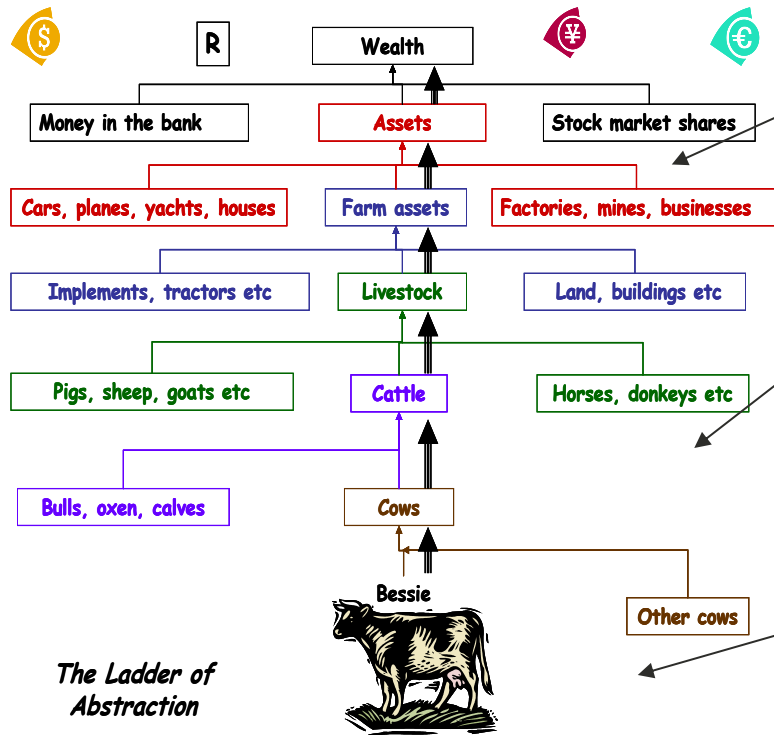 $
R
Wealth
¥
€
Money in the bank
Assets
Stock market shares
Cars, planes, yachts, houses
Farm assets
Factories, mines, businesses
Implements, tractors etc
Livestock
Land, buildings etc
Pigs, sheep, goats etc
Cattle
Horses, donkeys etc
Bulls, oxen, calves
Cows
Bessie
Other cows
The Ladder of
Abstraction